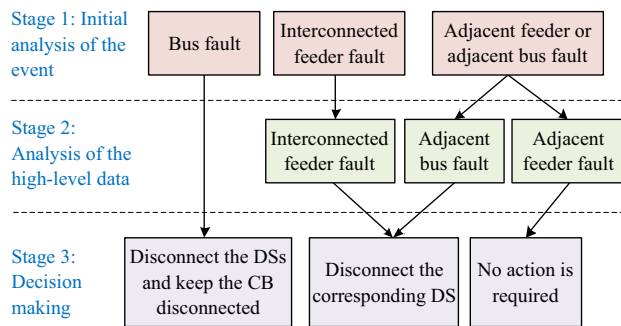 Stage 1: Initial
analysis of the
event
Bus fault
Interconnected
feeder fault
Adjacent feeder or
adjacent bus fault
Stage 2:
Analysis of the
high-level data
Interconnected
feeder fault
Adjacent
bus fault
Adjacent
feeder fault
Stage 3:
Decision
making
Disconnect the DSs
and keep the CB
disconnected
Disconnect the
corresponding DS
No action is
required